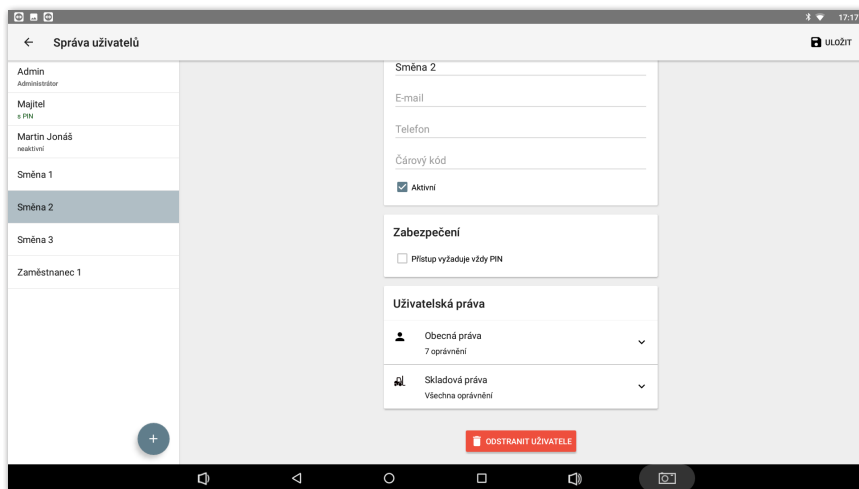 17:17
Správa uživatelů
ULOŽIT
Admin
Administrátor
Majitel
s PIN
Martin Jonáš
neaktivní
Směna 1
Směna 2
Směna 3
Zaměstnanec 1
Směna 2
E-mail
Telefon
Čárový kód
Aktivní
Zabezpečení
Přístup vyžaduje vždy PIN
Uživatelská práva
Obecná práva
7 oprávnění
Skladová práva
Všechna oprávnění
ODSTRANIT UŽIVATELE